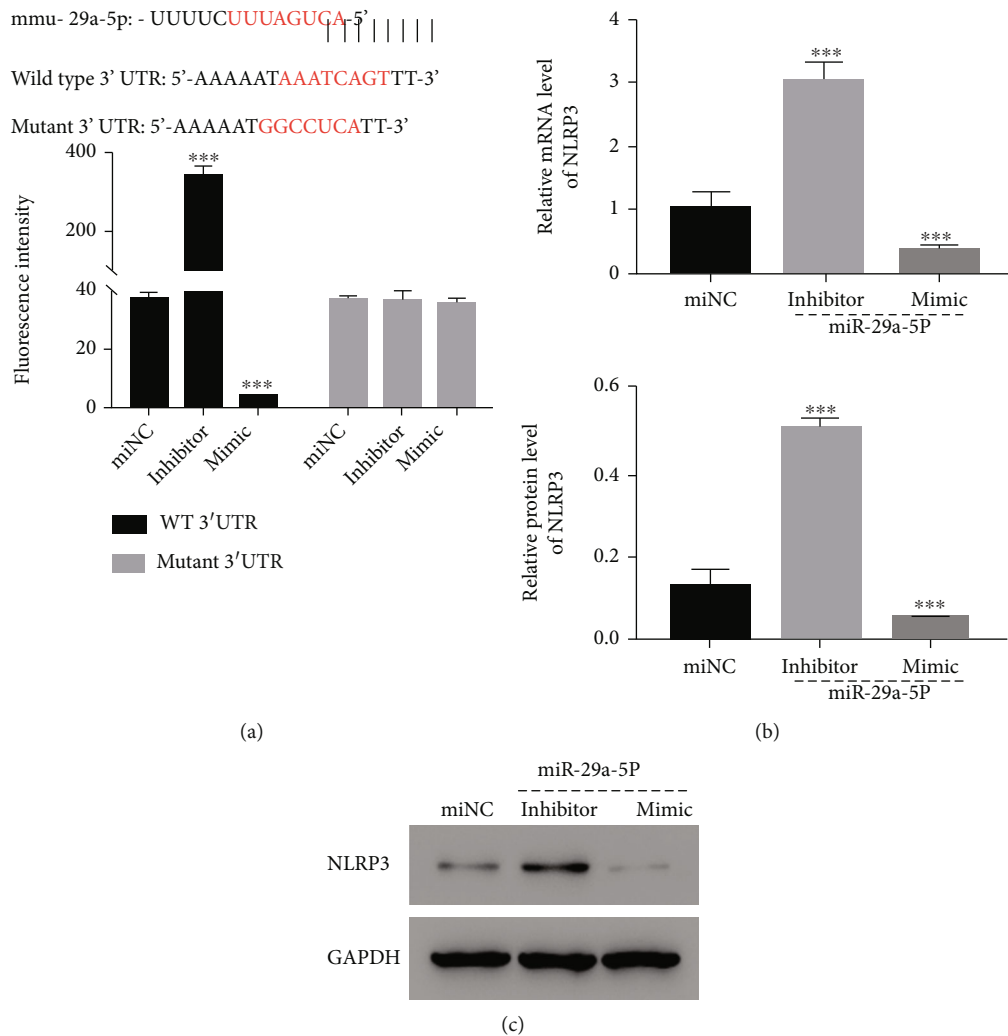 mmu- 29a-5p: - UUUUCUUUAGUCA-5'
Wild type 3' UTR: 5'-AAAAATAAATCAGTTT-3'
Mutant 3' UTR: 5'-AAAAATGGCCUCATT-3'
Fluorescence intensity
400
200
40
20
0
***
***
miNC
Inhibitor
Mimic
miNC
Inhibitor
Mimic
WT 3'UTR
Mutant 3'UTR
(a)
Relative mRNA level
of NLRP3
4
3
2
1
0
***
***
miNC
Inhibitor
Mimic
miR-29a-5P
Relative protein level
of NLRP3
0.6
0.4
0.2
0.0
***
***
miNC
Inhibitor
Mimic
miR-29a-5P
(b)
miR-29a-5P
miNC
Inhibitor
Mimic
NLRP3
GAPDH
(c)